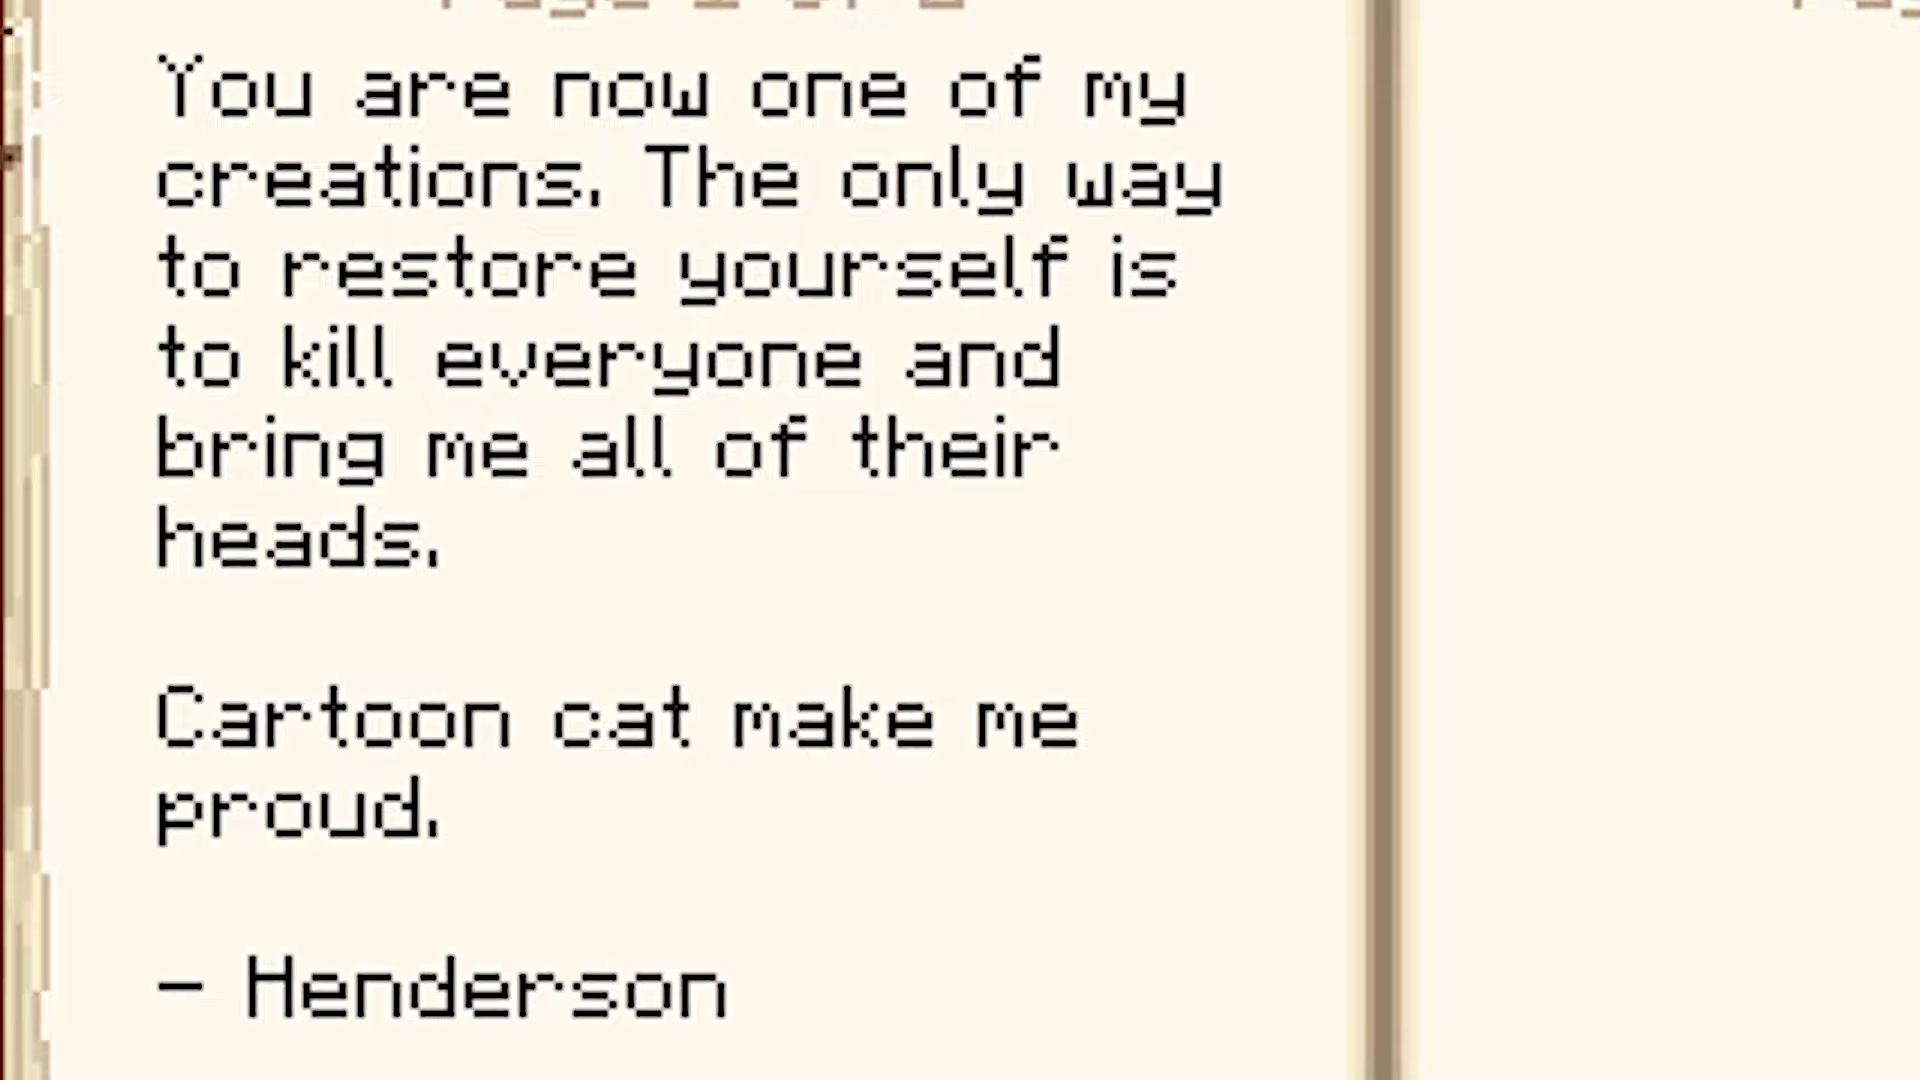 You are now one of my
creations. The only way
to restore yourself is
to kill everyone and
bring me all of their
heads.
Cartoon cat make me
proud.
- Henderson